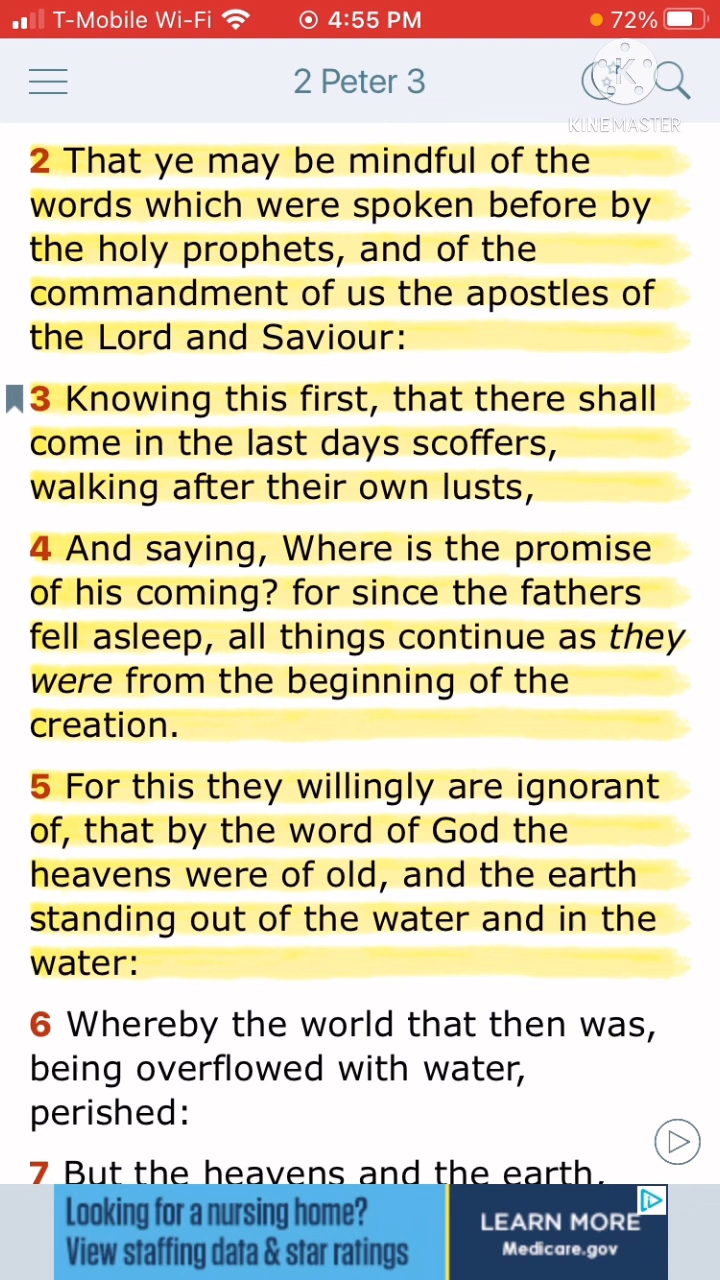 T-Mobile Wi-Fi 4:55 PM 72%
2 Peter 3
KINEMASTER
2 That ye may be mindful of the
words which were spoken before by
the holy prophets, and of the
commandment of us the apostles of
the Lord and Saviour:
3 Knowing this first, that there shall
come in the last days scoffers,
walking after their own lusts,
4 And saying, Where is the promise
of his coming? for since the fathers
fell asleep, all things continue as they
were from the beginning of the
creation.
5 For this they willingly are ignorant
of, that by the word of God the
heavens were of old, and the earth
standing out of the water and in the
water:
6 Whereby the world that then was,
being overflowed with water,
perished:
7 But the heavens and the earth,
Looking for a nursing home?
View staffing data & star ratings
LEARN MORE
Medicare.gov